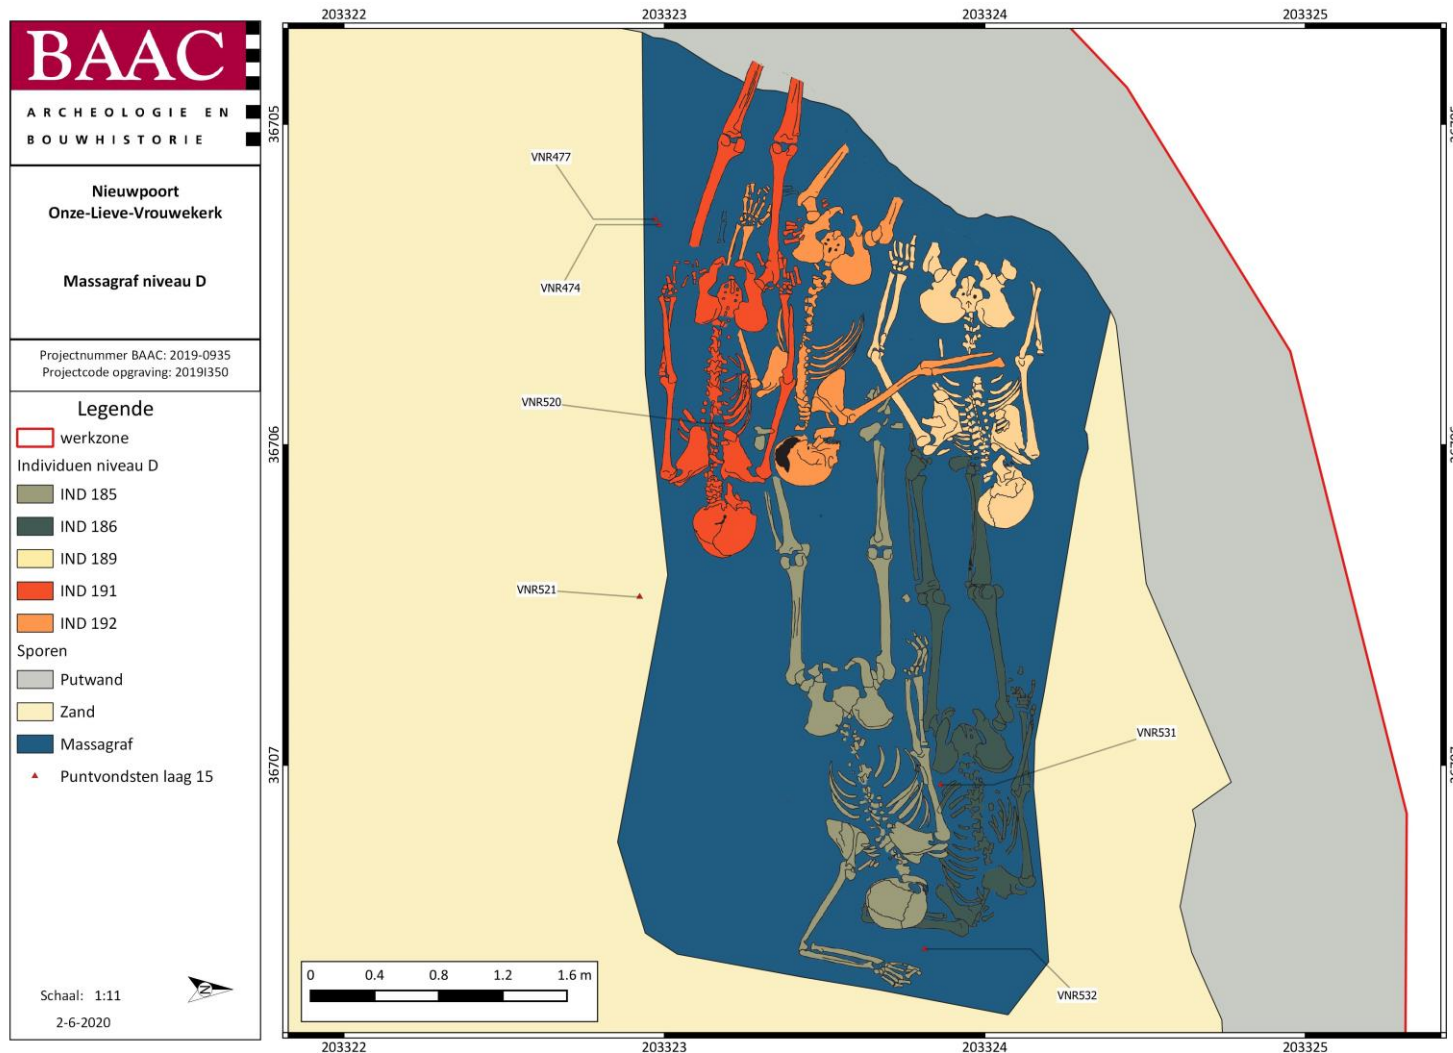 BAAC
ARCHEOLOGIE EN
BOUWHISTORIE
Nieuwpoort
Onze-Lieve-Vrouwekerk
Massagraf niveau D
Projectnummer BAAC: 2019-0935
Projectcode opgraving: 2019I350
Legende
werkzone
Individuen niveau D
IND 185
IND 186
IND 189
IND 191
IND 192
Sporen
Putwand
Zand
Massagraf
Puntvondsten laag 15
N
Schaal: 1:11
2-6-2020
203322
203323
203324
203325
36705
36706
36707
VNR477
VNR474
VNR520
VNR521
VNR531
VNR532
0 0.4 0.8 1.2 1.6 m
203322
203323
203324
203325